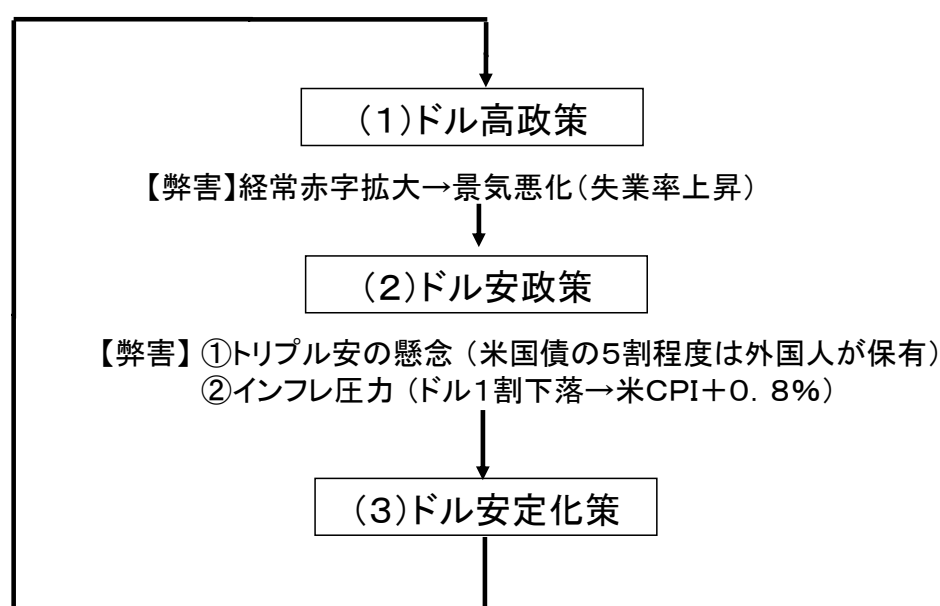 (1)ドル高政策
【弊害】経常赤字拡大→景気悪化(失業率上昇)
(2)ドル安政策
【弊害】①トリプル安の懸念(米国債の5割程度は外国人が保有)
②インフレ圧力(ドル1割下落→米CPI+0.8%)
(3)ドル安定化策